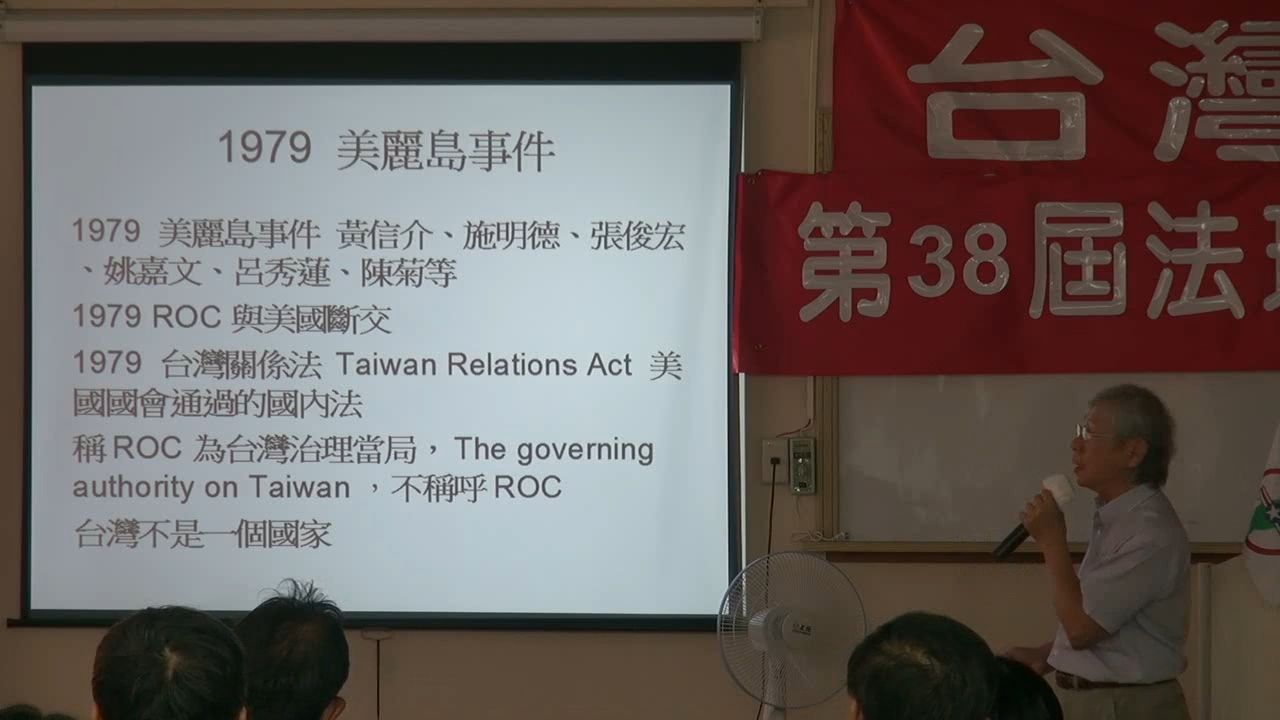 1979 美麗島事件
1979 美麗島事件 黃信介、施明德、張俊宏
、姚嘉文、呂秀蓮、陳菊等
1979 ROC 與美國斷交
1979 台灣關係法 Taiwan Relations Act 美
國國會通過的國內法
稱 ROC 為台灣治理當局， The governing
authority on Taiwan ，不稱呼 ROC
台灣不是一個國家
台灣
第38屆法理